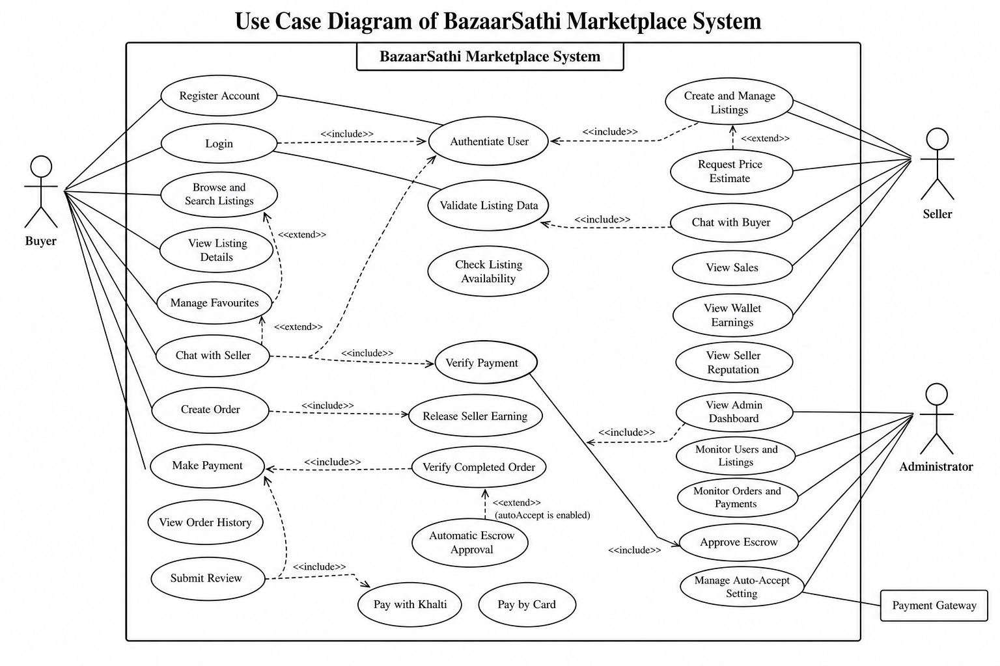 Use Case Diagram of BazaarSathi Marketplace System
BazaarSathi Marketplace System
Register Account
Login
<<include>>
Browse and
Search Listings
<<extend>>
View Listing
Details
Manage Favourites
<<extend>>
Chat with Seller
<<include>>
Create Order
<<include>>
Make Payment
<<include>>
View Order History
Submit Review
<<include>>
Buyer
Authentiate User
Validate Listing Data
Check Listing
Availability
Verify Payment
Release Seller Earning
Verify Completed Order
<<extend>>
(autoAccept is enabled)
Automatic Escrow
Approval
Pay with Khalti
Pay by Card
<<include>>
Create and Manage
Listings
<<extend>>
Request Price
Estimate
<<include>>
Chat with Buyer
View Sales
View Wallet
Earnings
View Seller
Reputation
<<include>>
View Admin
Dashboard
Monitor Users and
Listings
Monitor Orders and
Payments
<<include>>
Approve Escrow
Manage Auto-Accept
Setting
Seller
Administrator
Payment Gateway